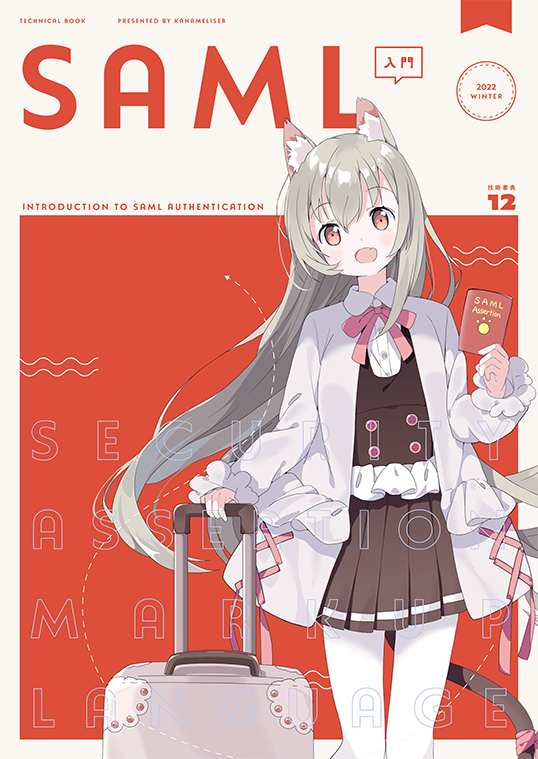 TECHNICAL BOOK
PRESENTED BY KANAMELISER
SAML
入門
2022
WINTER
INTRODUCTION TO SAML AUTHENTICATION
技術書典
12
SAML
Assertion
SECURITY
ASSERTION
MARKUP
LANGUAGE